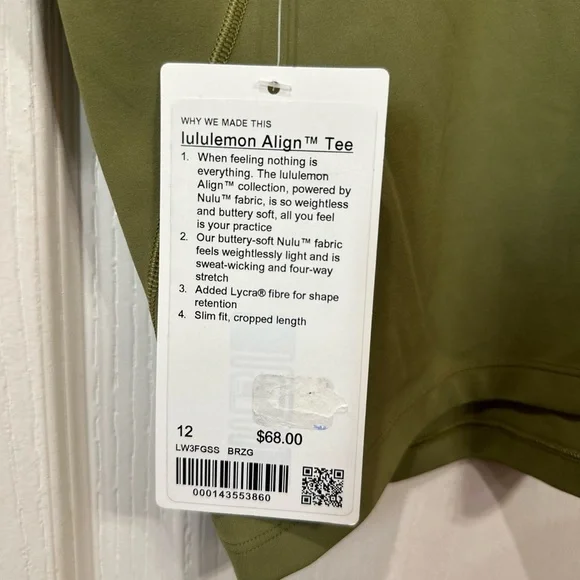 WHY WE MADE THIS
lululemon Align™ Tee
1. When feeling nothing is
everything. The lululemon
Align™ collection, powered by
Nulu™ fabric, is so weightless
and buttery soft, all you feel
is your practice
2. Our buttery-soft Nulu™ fabric
feels weightlessly light and is
sweat-wicking and four-way
stretch
3. Added Lycra® fibre for shape
retention
4. Slim fit, cropped length
12 $68.00
LW3FGSS BRZG
000143553860